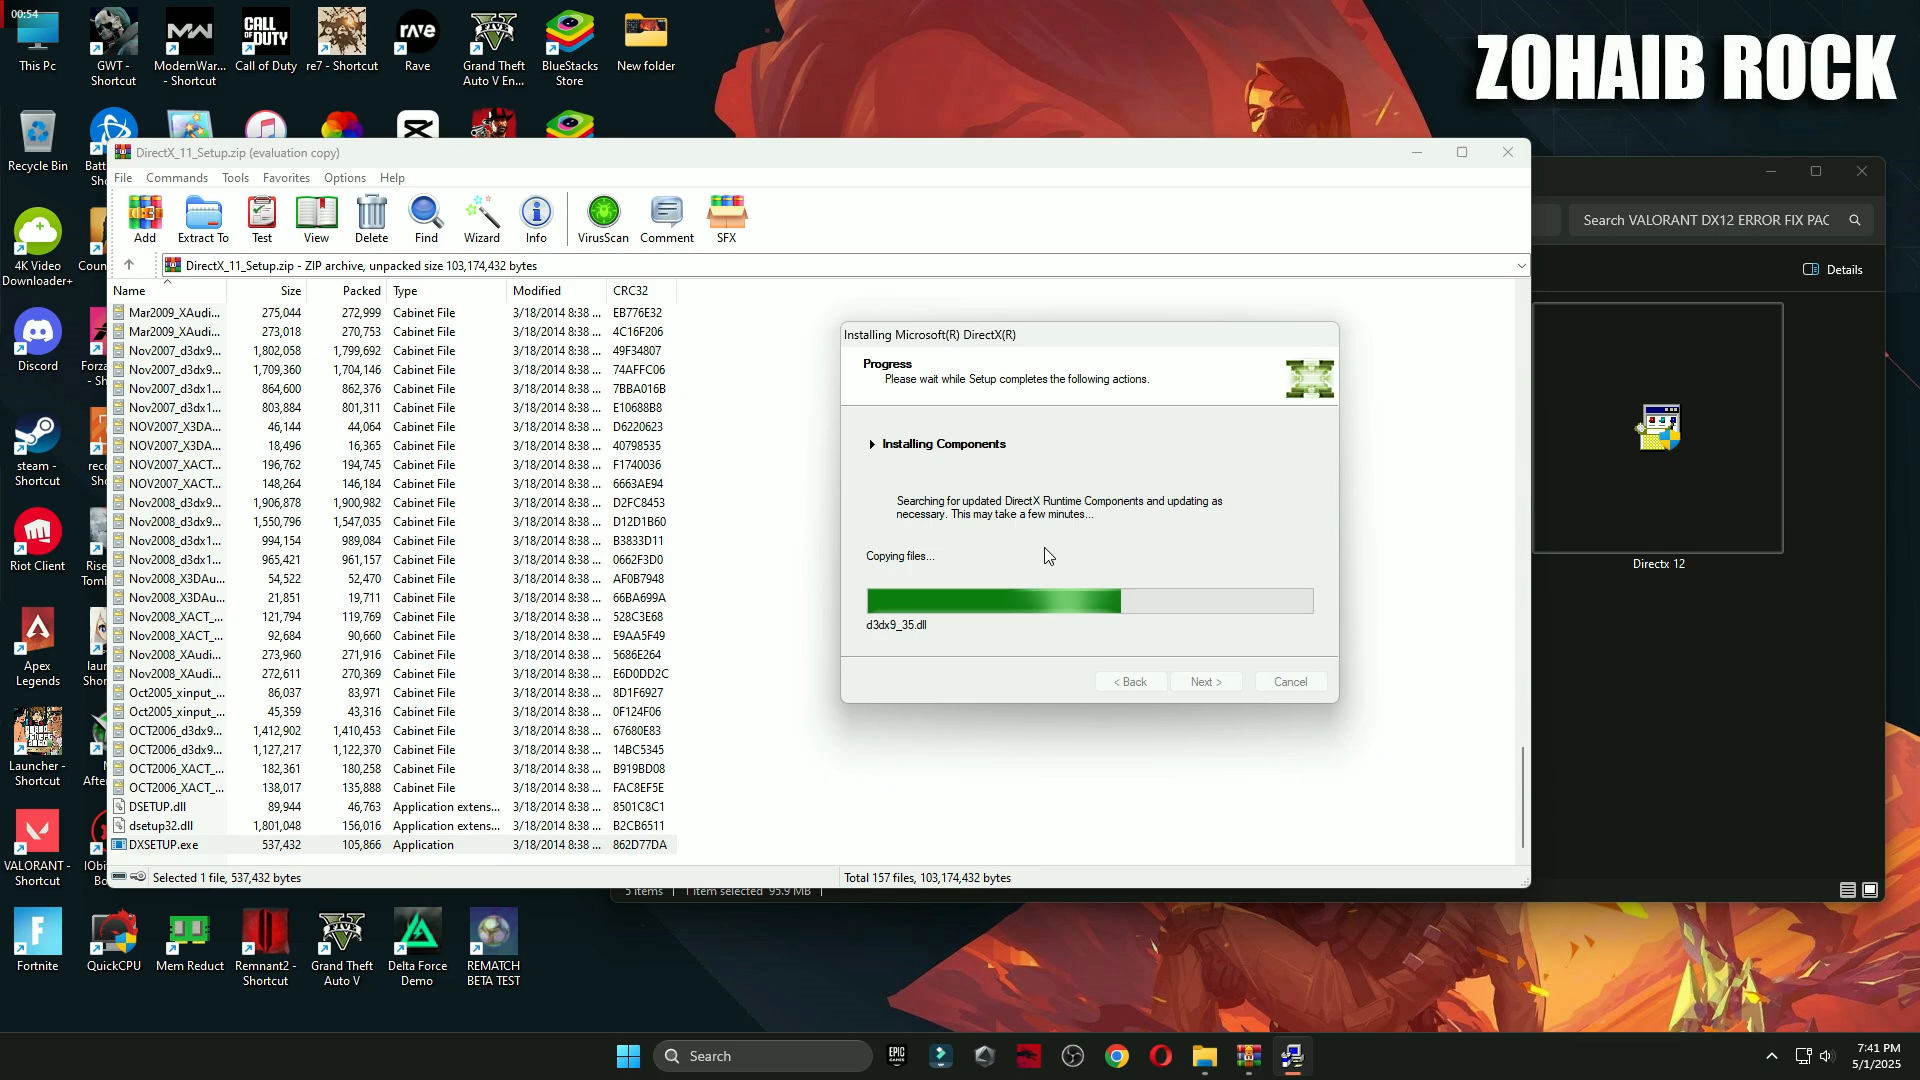 00:54
This Pc
GWT -
Shortcut
ModernWar...
- Shortcut
Call of Duty
re7 - Shortcut
rave
Rave
Grand Theft
Auto V En...
BlueStacks
Store
New folder
ZOHAIB ROCK
Recycle Bin
Batt
Sho
4K Video
Downloader+
Coun
Discord
Forza
- Sh
steam -
Shortcut
reco
Sho
Riot Client
Rise
Tomb
Apex
Legends
laun
Shor
Launcher -
Shortcut
M
After
VALORANT -
Shortcut
IObi
Bo
Fortnite
QuickCPU
Mem Reduct
Remnant2 -
Shortcut
Grand Theft
Auto V
Delta Force
Demo
REMATCH
BETA TEST
DirectX_11_Setup.zip (evaluation copy)
File Commands Tools Favorites Options Help
Add Extract To Test View Delete Find Wizard Info VirusScan Comment SFX
DirectX_11_Setup.zip - ZIP archive, unpacked size 103,174,432 bytes
Name Size Packed Type Modified CRC32
Mar2009_XAudi... 275,044 272,999 Cabinet File 3/18/2014 8:38 ... EB776E32
Mar2009_XAudi... 273,018 270,753 Cabinet File 3/18/2014 8:38 ... 4C16F206
Nov2007_d3dx9... 1,802,058 1,799,692 Cabinet File 3/18/2014 8:38 ... 49F34807
Nov2007_d3dx9... 1,709,360 1,704,146 Cabinet File 3/18/2014 8:38 ... 74AFFC06
Nov2007_d3dx1... 864,600 862,376 Cabinet File 3/18/2014 8:38 ... 7BBA016B
Nov2007_d3dx1... 803,884 801,311 Cabinet File 3/18/2014 8:38 ... E10688B8
NOV2007_X3DA... 46,144 44,064 Cabinet File 3/18/2014 8:38 ... D6220623
NOV2007_X3DA... 18,496 16,365 Cabinet File 3/18/2014 8:38 ... 40798535
NOV2007_XACT... 196,762 194,745 Cabinet File 3/18/2014 8:38 ... F1740036
NOV2007_XACT... 148,264 146,184 Cabinet File 3/18/2014 8:38 ... 6663AE94
Nov2008_d3dx9... 1,906,878 1,900,982 Cabinet File 3/18/2014 8:38 ... D2FC8453
Nov2008_d3dx9... 1,550,796 1,547,035 Cabinet File 3/18/2014 8:38 ... D12D1B60
Nov2008_d3dx1... 994,154 989,084 Cabinet File 3/18/2014 8:38 ... B3833D11
Nov2008_d3dx1... 965,421 961,157 Cabinet File 3/18/2014 8:38 ... 0662F3D0
Nov2008_X3DAu... 54,522 52,470 Cabinet File 3/18/2014 8:38 ... AF0B7948
Nov2008_X3DAu... 21,851 19,711 Cabinet File 3/18/2014 8:38 ... 66BA699A
Nov2008_XACT_... 121,794 119,769 Cabinet File 3/18/2014 8:38 ... 528C3E68
Nov2008_XACT_... 92,684 90,660 Cabinet File 3/18/2014 8:38 ... E9AA5F49
Nov2008_XAudi... 273,960 271,916 Cabinet File 3/18/2014 8:38 ... 5686E264
Nov2008_XAudi... 272,611 270,369 Cabinet File 3/18/2014 8:38 ... E6D0DD2C
Oct2005_xinput_... 86,037 83,971 Cabinet File 3/18/2014 8:38 ... 8D1F6927
Oct2005_xinput_... 45,359 43,316 Cabinet File 3/18/2014 8:38 ... 0F124F06
OCT2006_d3dx9... 1,412,902 1,410,453 Cabinet File 3/18/2014 8:38 ... 67680E83
OCT2006_d3dx9... 1,127,217 1,122,370 Cabinet File 3/18/2014 8:38 ... 14BC5345
OCT2006_XACT_... 182,361 180,258 Cabinet File 3/18/2014 8:38 ... B919BD08
OCT2006_XACT_... 138,017 135,888 Cabinet File 3/18/2014 8:38 ... FAC8EF5E
DSETUP.dll 89,944 46,763 Application extens... 3/18/2014 8:38 ... 8501C8C1
dsetup32.dll 1,801,048 156,016 Application extens... 3/18/2014 8:38 ... B2CB6511
DXSETUP.exe 537,432 105,866 Application 3/18/2014 8:38 ... 862D77DA
Selected 1 file, 537,432 bytes
Total 157 files, 103,174,432 bytes
Installing Microsoft(R) DirectX(R)
Progress
Please wait while Setup completes the following actions.
Installing Components
Searching for updated DirectX Runtime Components and updating as
necessary. This may take a few minutes...
Copying files...
d3dx9_35.dll
< Back Next > Cancel
Search VALORANT DX12 ERROR FIX PAC
Details
Directx 12
5 items 1 item selected 95.9 MB
Search
EPIC
GAMES
7:41 PM
5/1/2025